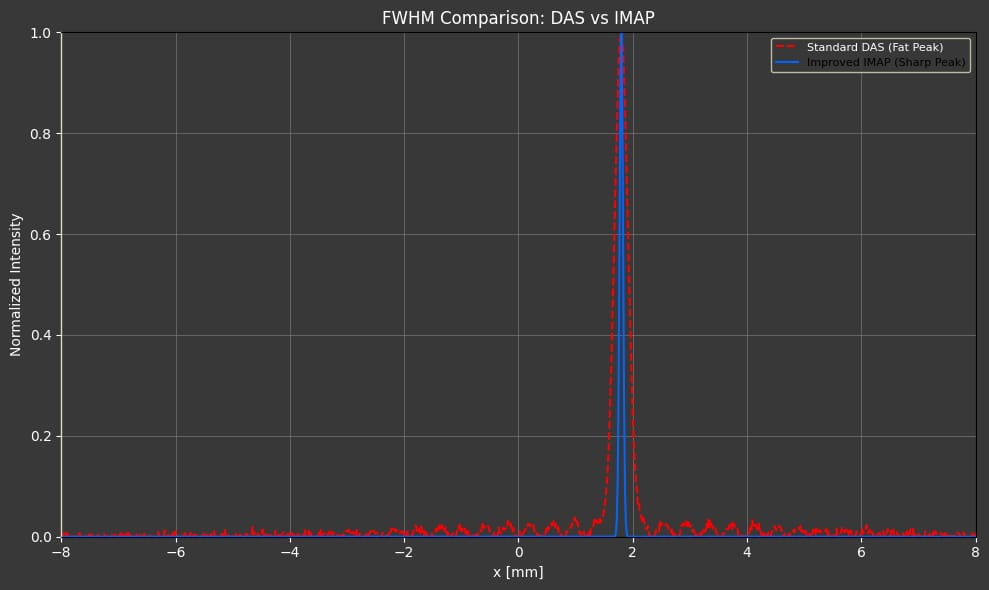 FWHM Comparison: DAS vs IMAP
Standard DAS (Fat Peak)
Improved IMAP (Sharp Peak)
Normalized Intensity
1.0
0.8
0.6
0.4
0.2
0.0
−8 −6 −4 −2 0 2 4 6 8
x [mm]